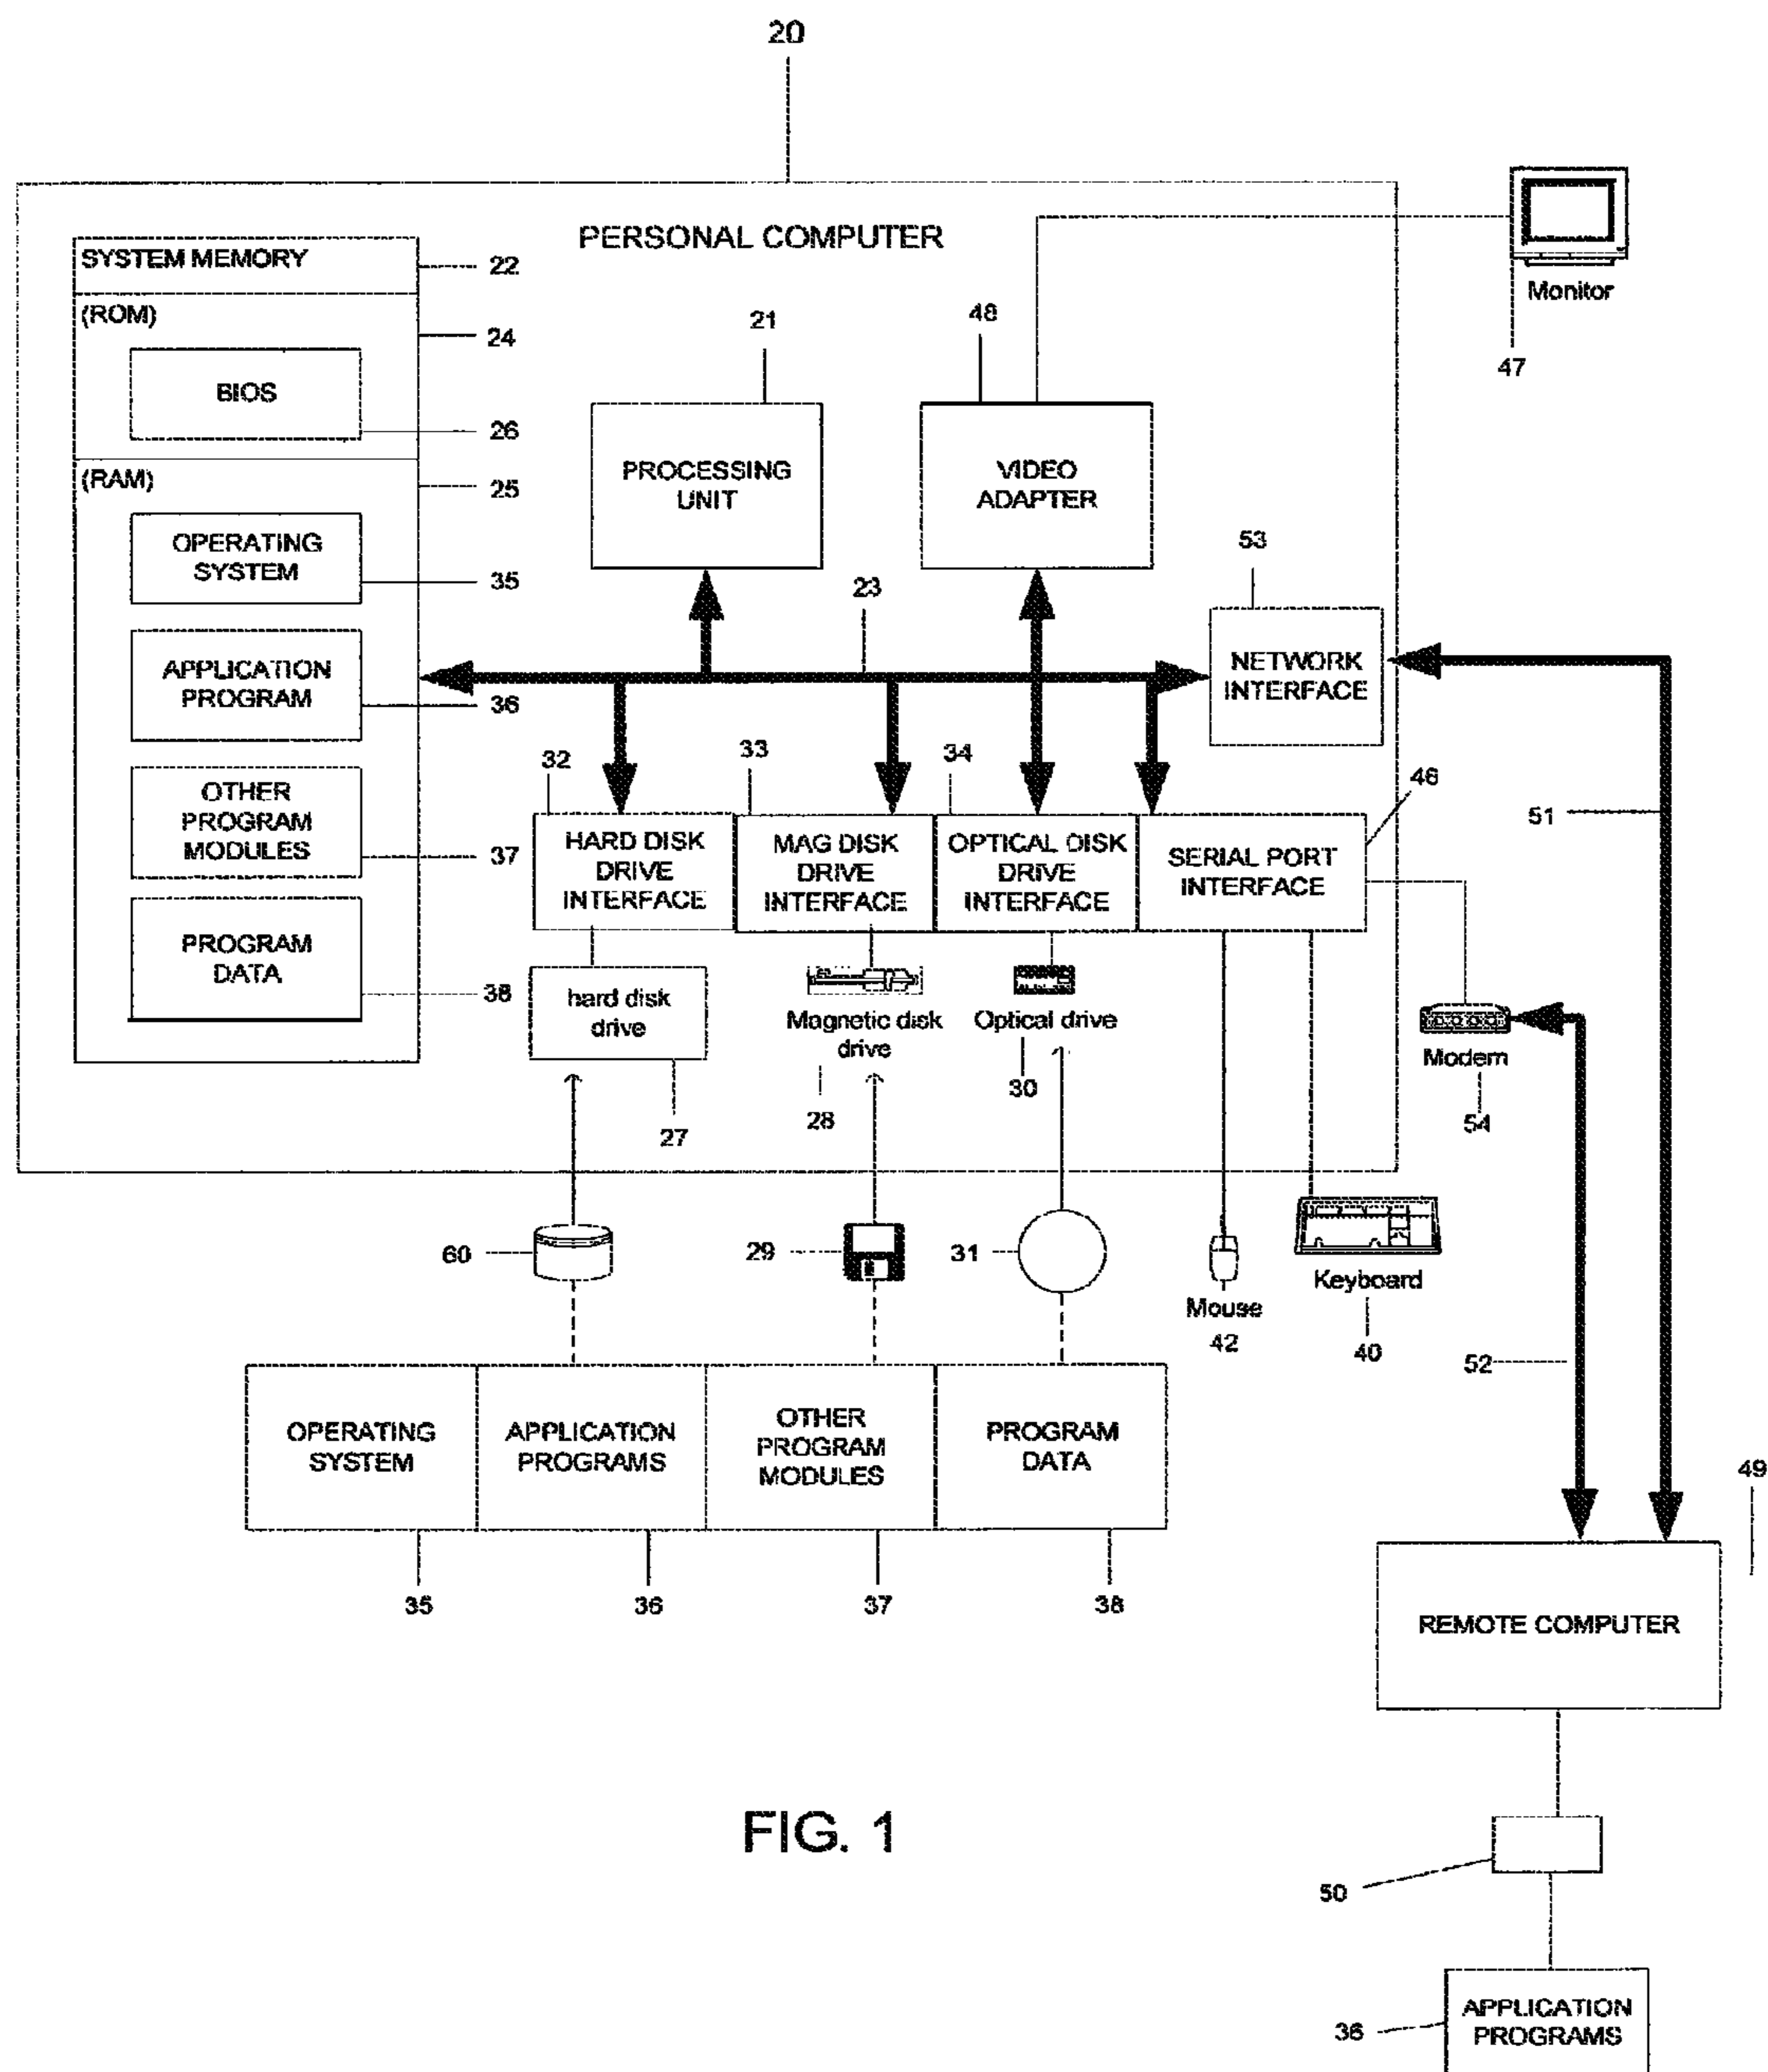 20
PERSONAL COMPUTER
SYSTEM MEMORY
22
(ROM)
24
BIOS
26
(RAM)
25
OPERATING
SYSTEM
35
APPLICATION
PROGRAM
36
OTHER
PROGRAM
MODULES
37
PROGRAM
DATA
38
21
PROCESSING
UNIT
48
VIDEO
ADAPTER
Monitor
47
23
53
NETWORK
INTERFACE
32
HARD DISK
DRIVE
INTERFACE
33
MAG DISK
DRIVE
INTERFACE
34
OPTICAL DISK
DRIVE
INTERFACE
46
SERIAL PORT
INTERFACE
51
hard disk
drive
27
Magnetic disk
drive
28
Optical drive
30
Modem
54
60
29
31
Mouse
42
Keyboard
40
52
OPERATING
SYSTEM
APPLICATION
PROGRAMS
OTHER
PROGRAM
MODULES
PROGRAM
DATA
35
36
37
38
49
REMOTE COMPUTER
FIG. 1
50
36
APPLICATION
PROGRAMS